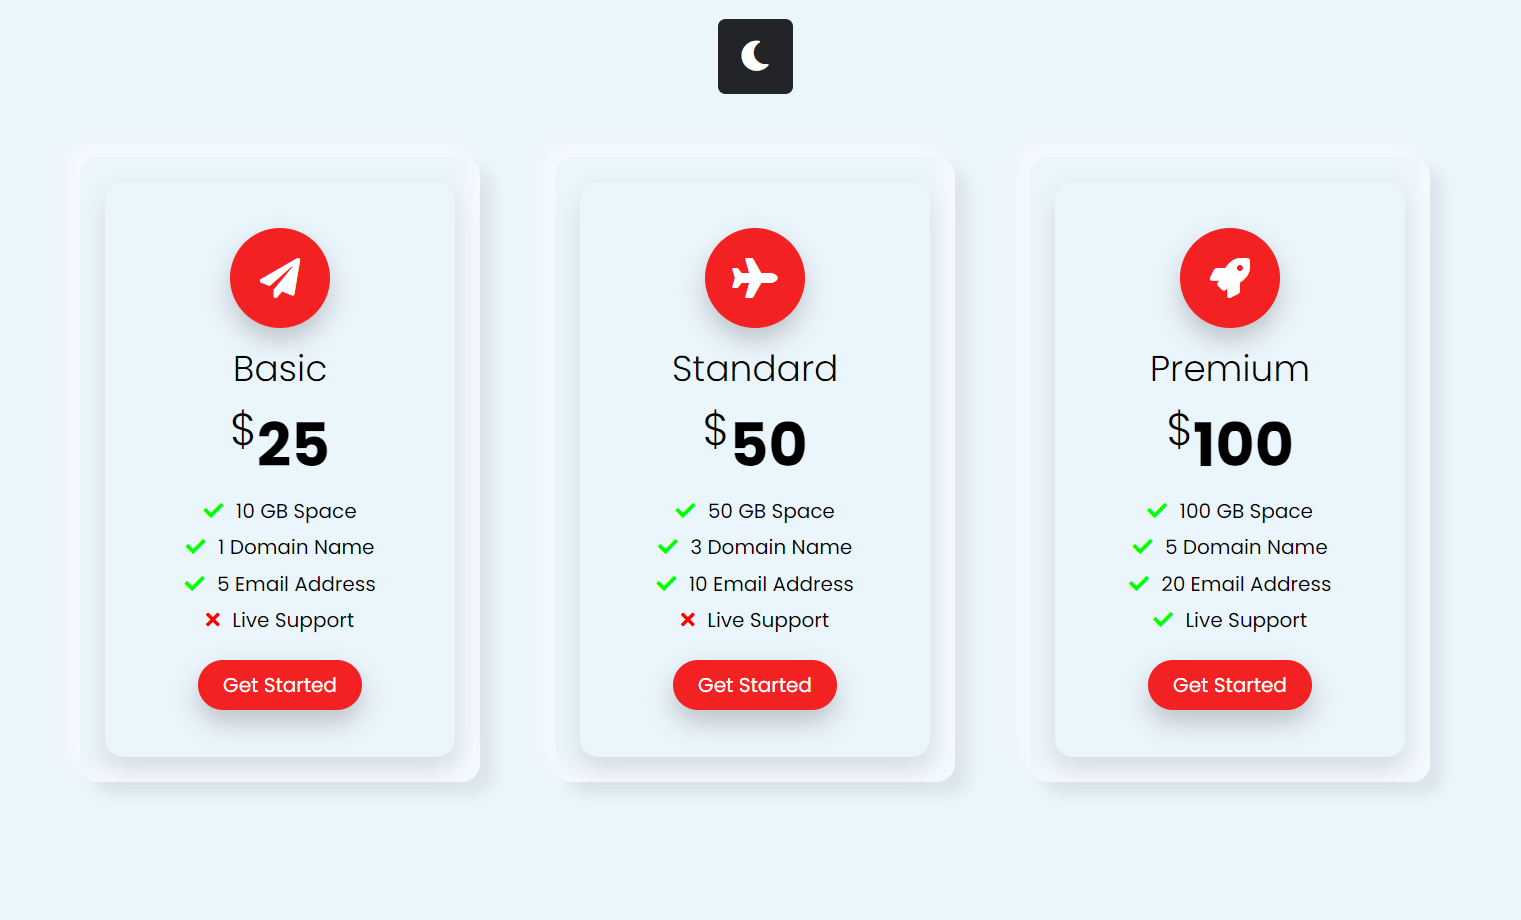 Basic
$25
10 GB Space
1 Domain Name
5 Email Address
Live Support
Get Started
Standard
$50
50 GB Space
3 Domain Name
10 Email Address
Live Support
Get Started
Premium
$100
100 GB Space
5 Domain Name
20 Email Address
Live Support
Get Started